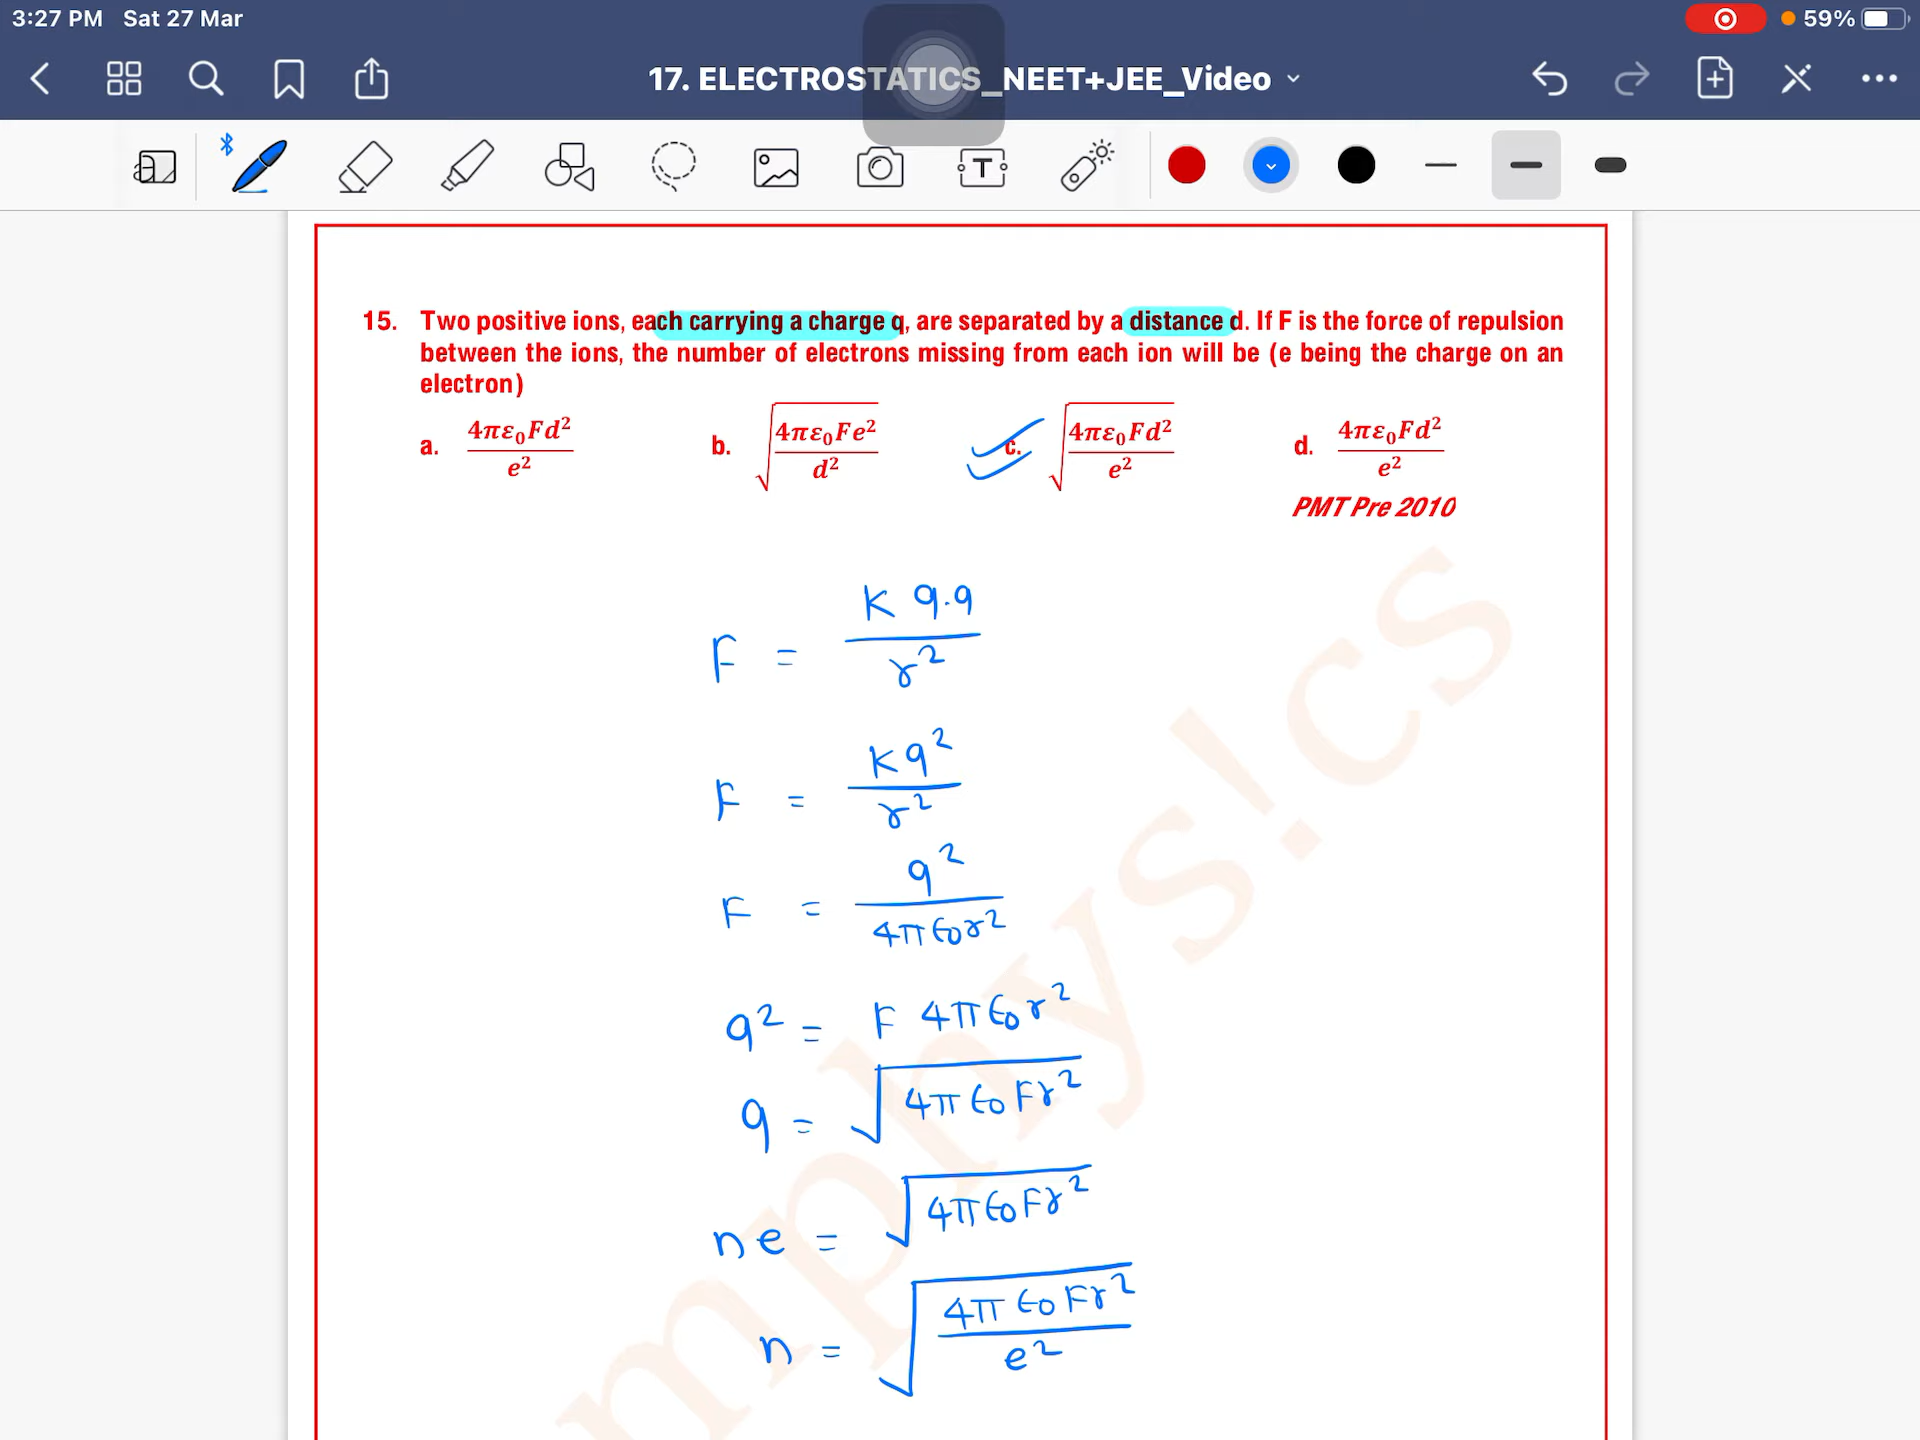 3:27 PM Sat 27 Mar
59%
17. ELECTROSTATICS_NEET+JEE_Video
15. Two positive ions, each carrying a charge q, are separated by a distance d. If F is the force of repulsion
between the ions, the number of electrons missing from each ion will be (e being the charge on an
electron)
a. 4πε₀Fd²/e² b. √(4πε₀Fe²/d²) c. √(4πε₀Fd²/e²) d. 4πε₀Fd²/e²
PMT Pre 2010
F = K q.q/r²
F = Kq²/r²
F = q²/4π∈₀r²
q² = F 4π∈₀r²
q = √(4π∈₀Fr²)
ne = √(4π∈₀Fr²)
n = √(4π∈₀Fr²/e²)
mphys!cs